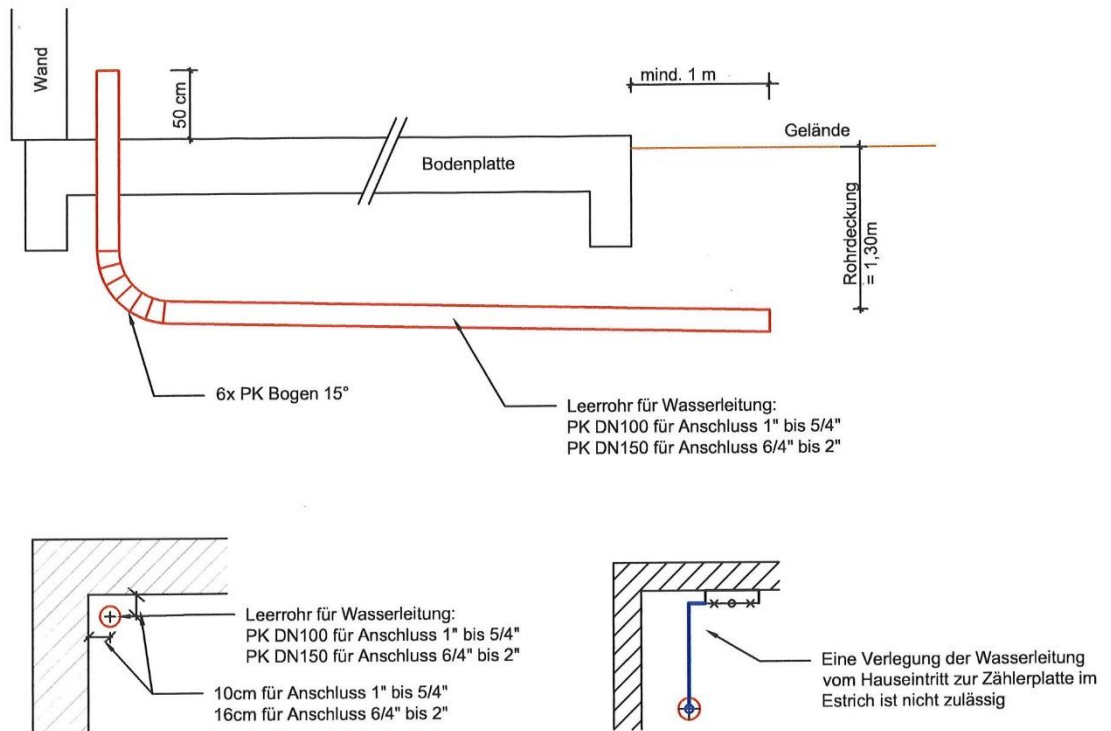 Wand
50 cm
mind. 1 m
Gelände
Bodenplatte
Rohrdeckung
= 1,30m
6x PK Bogen 15°
Leerrohr für Wasserleitung:
PK DN100 für Anschluss 1" bis 5/4"
PK DN150 für Anschluss 6/4" bis 2"
Leerrohr für Wasserleitung:
PK DN100 für Anschluss 1" bis 5/4"
PK DN150 für Anschluss 6/4" bis 2"
10cm für Anschluss 1" bis 5/4"
16cm für Anschluss 6/4" bis 2"
Eine Verlegung der Wasserleitung
vom Hauseintritt zur Zählerplatte im
Estrich ist nicht zulässig